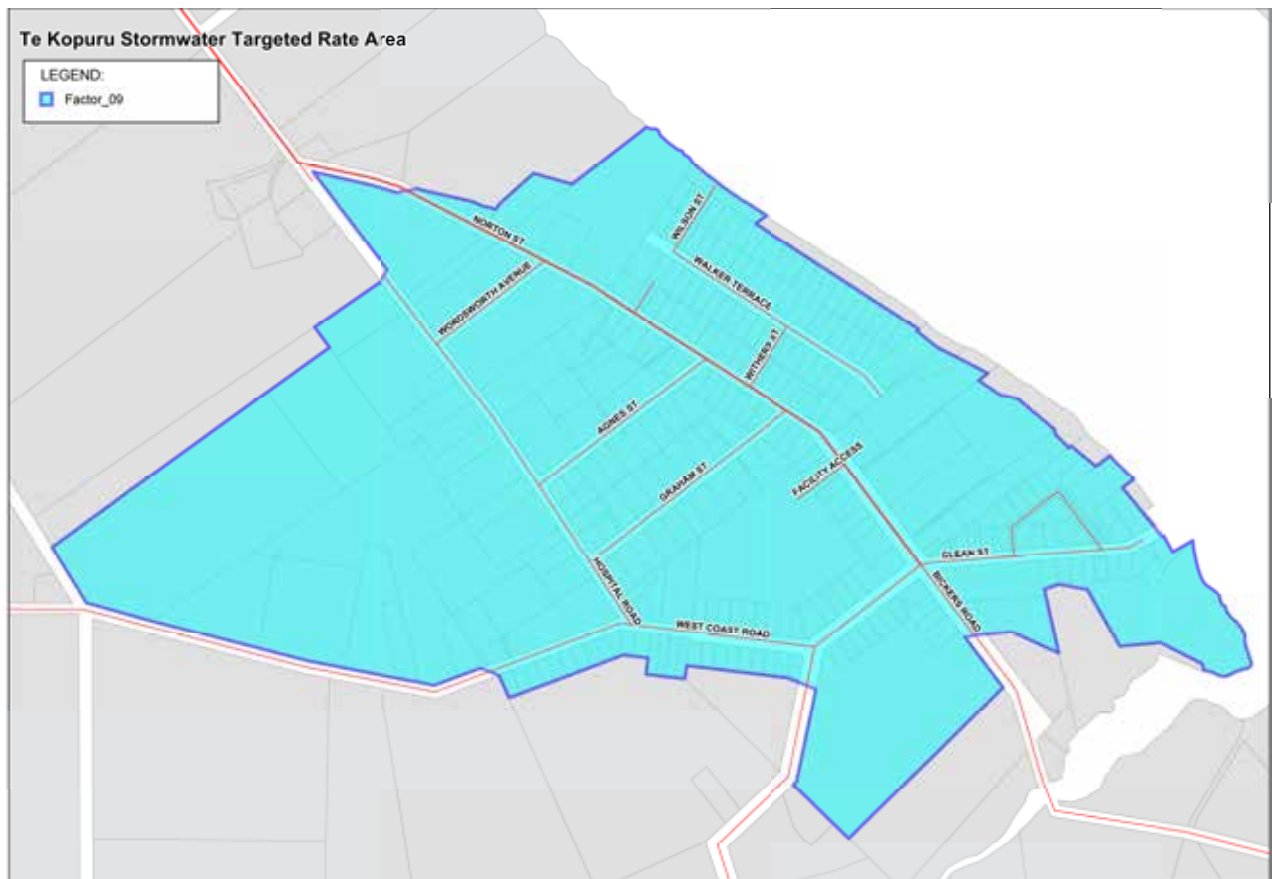 Te Kopuru Stormwater Targeted Rate Area
LEGEND:
Factor_09
WILSON ST
NORTON ST
WALKER TERRACE
WORDSWORTH AVENUE
WITHERS ST
AGNES ST
FACILITY ACCESS
GRAHAM ST
CLEAN ST
HOSPITAL ROAD
BICKERS ROAD
WEST COAST ROAD